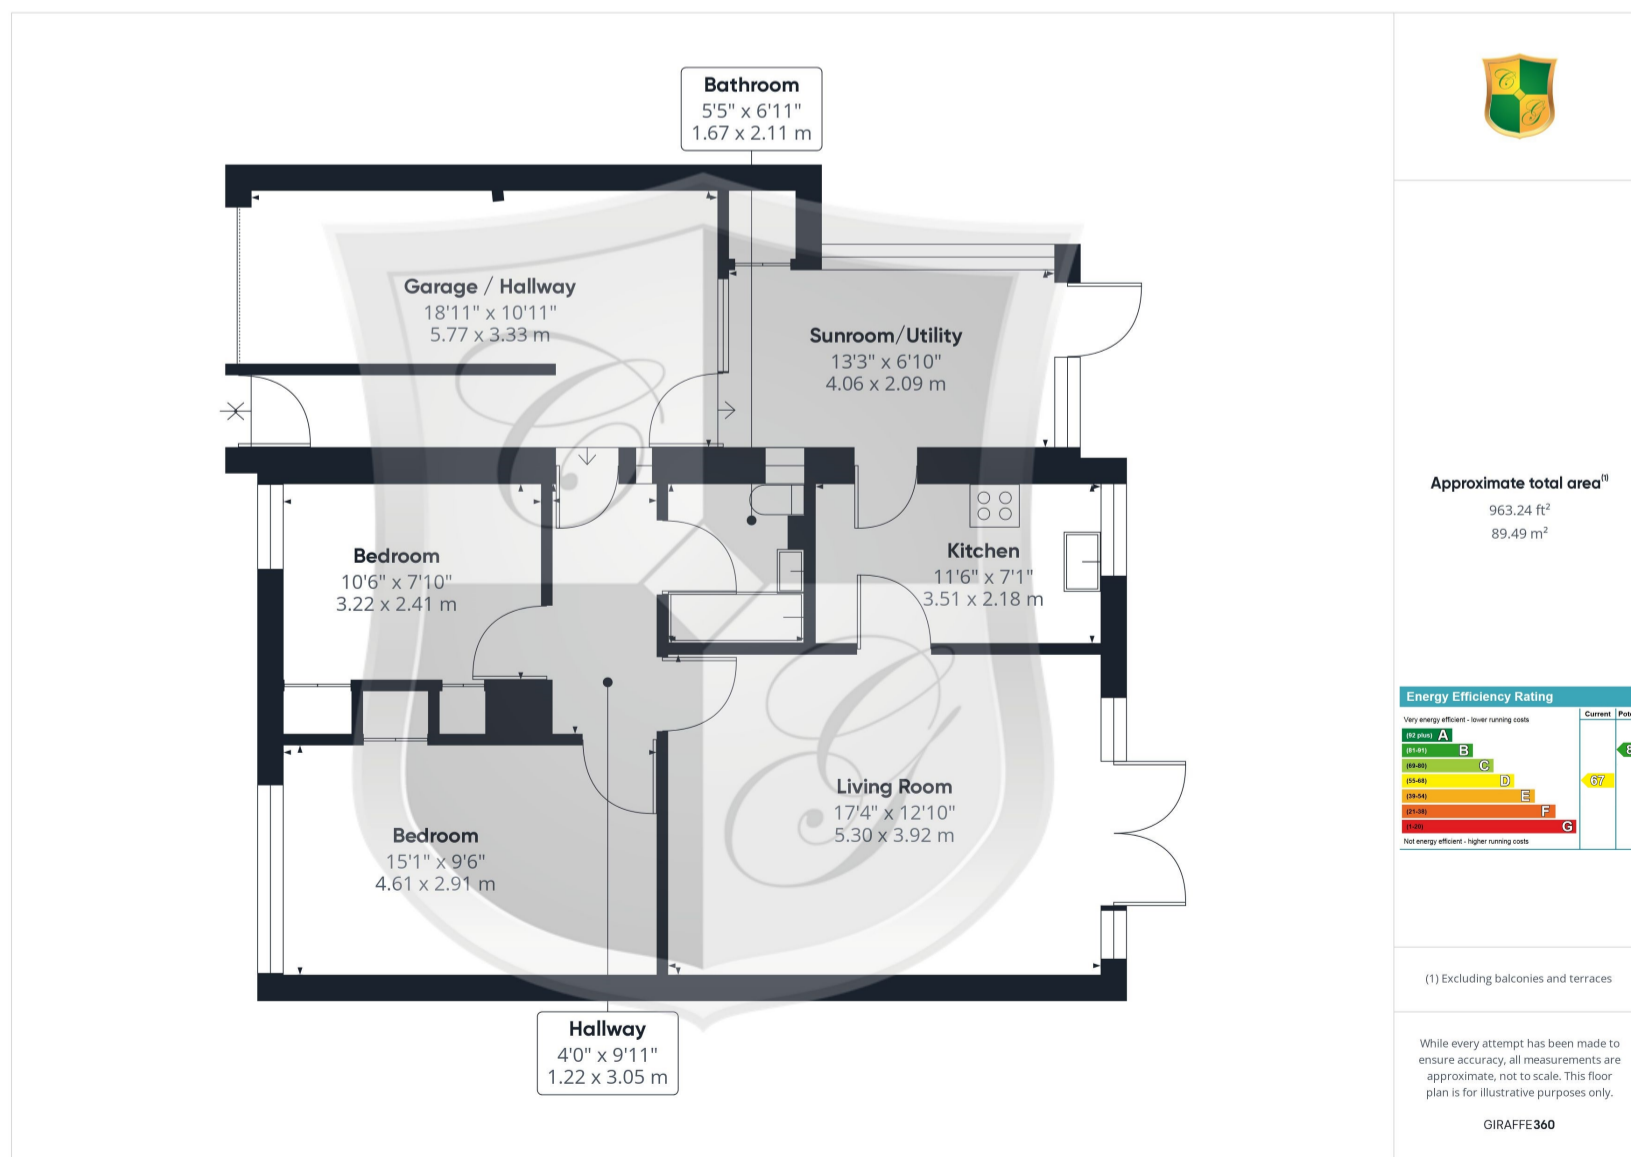 Bathroom
5'5" x 6'11"
1.67 x 2.11 m
Garage / Hallway
18'11" x 10'11"
5.77 x 3.33 m
Sunroom/Utility
13'3" x 6'10"
4.06 x 2.09 m
Bedroom
10'6" x 7'10"
3.22 x 2.41 m
Kitchen
11'6" x 7'1"
3.51 x 2.18 m
Living Room
17'4" x 12'10"
5.30 x 3.92 m
Bedroom
15'1" x 9'6"
4.61 x 2.91 m
Hallway
4'0" x 9'11"
1.22 x 3.05 m
C G
C
G
Approximate total area(1)
963.24 ft²
89.49 m²
Energy Efficiency Rating
Current
Very energy efficient - lower running costs
(92 plus) A
(81-91) B
(69-80) C
(55-68) D
67
(39-54) E
(21-38) F
(1-20) G
Not energy efficient - higher running costs
(1) Excluding balconies and terraces
While every attempt has been made to
ensure accuracy, all measurements are
approximate, not to scale. This floor
plan is for illustrative purposes only.
GIRAFFE360